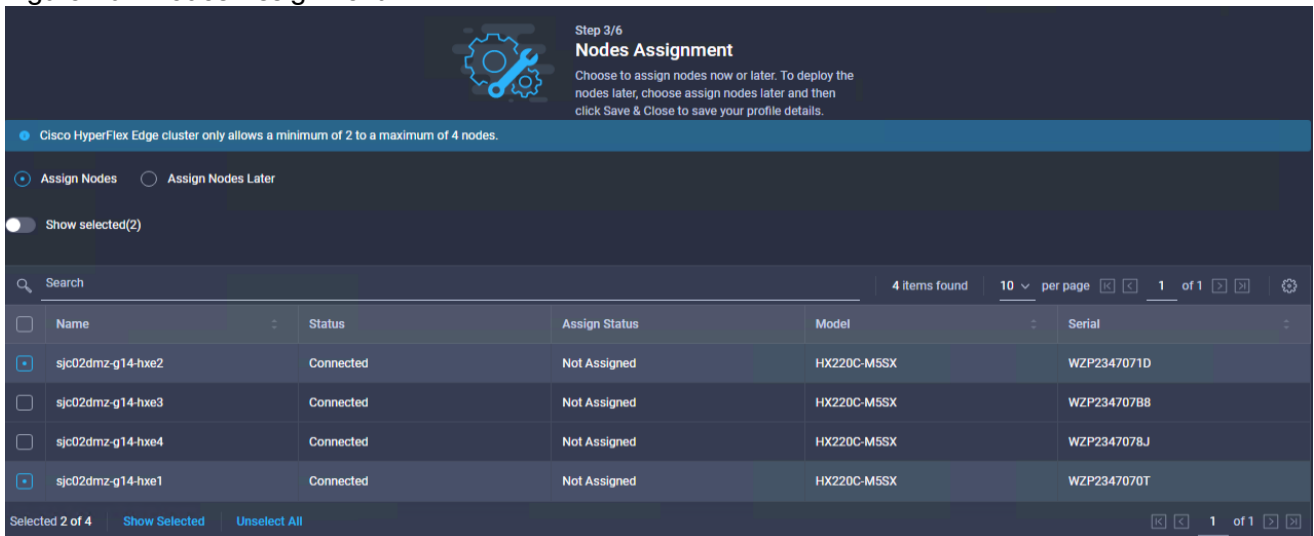 Step 3/6
Nodes Assignment
Choose to assign nodes now or later. To deploy the
nodes later, choose assign nodes later and then
click Save & Close to save your profile details.
Cisco HyperFlex Edge cluster only allows a minimum of 2 to a maximum of 4 nodes.
Assign Nodes Assign Nodes Later
Show selected(2)
Search 4 items found 10 per page 1 of 1
Name Status Assign Status Model Serial
sjc02dmz-g14-hxe2 Connected Not Assigned HX220C-M5SX WZP2347071D
sjc02dmz-g14-hxe3 Connected Not Assigned HX220C-M5SX WZP234707B8
sjc02dmz-g14-hxe4 Connected Not Assigned HX220C-M5SX WZP2347078J
sjc02dmz-g14-hxe1 Connected Not Assigned HX220C-M5SX WZP2347070T
Selected 2 of 4 Show Selected Unselect All 1 of 1